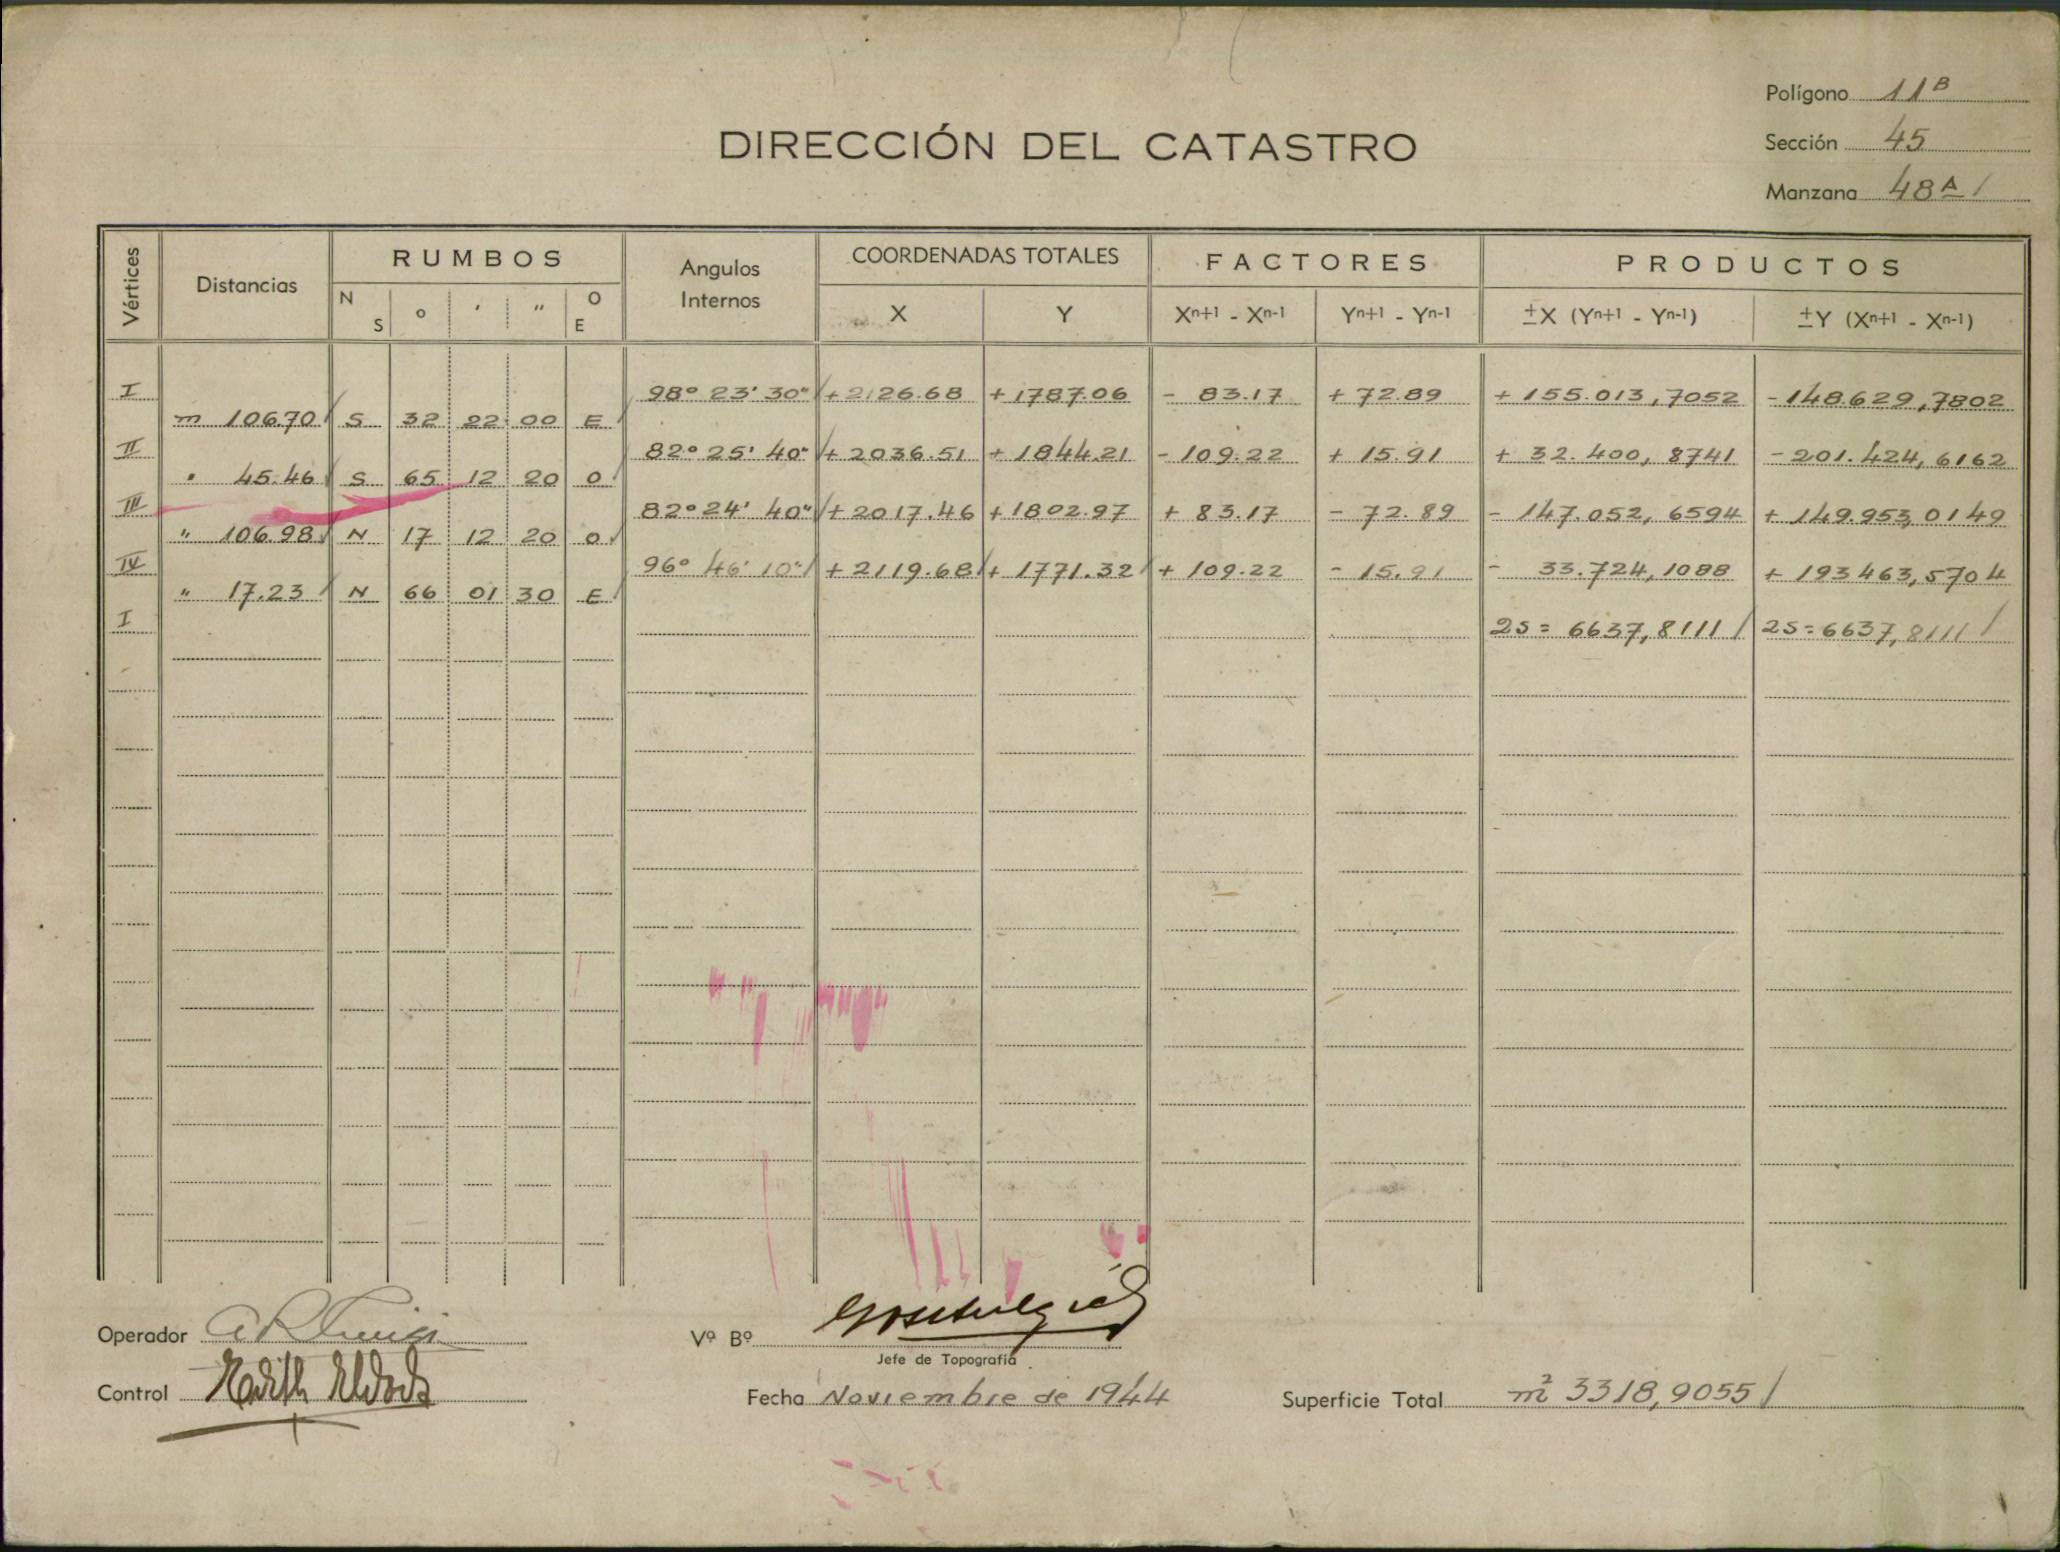 Polígono 11B
DIRECCIÓN DEL CATASTRO
Sección 45
Manzana 48A
Vértices Distancias RUMBOS Angulos Internos COORDENADAS TOTALES FACTORES PRODUCTOS
N S o ' " O E X Y Xn+1 - Xn-1 Yn+1 - Yn-1 ±X (Yn+1 - Yn-1) ±Y (Xn+1 - Xn-1)
I 98° 23' 30" +2126.68 +1787.06 - 83.17 + 72.89 + 155.013,7052 -148.629,7802
m 106.70 S 32 22 00 E
II 82° 25' 40" + 2036.51 + 1844.21 - 109.22 + 15.91 + 32.400, 8741 - 201.424, 6162
" 45.46 S 65 12 20 O
III 82° 24' 40" + 2017.46 +1802.97 + 83.17 - 72.89 - 147.052, 6594 + 149.953,0149
" 106.98 N 17 12 20 O
IV 96° 46' 10" + 2119.68 + 1771.32 + 109.22 - 15.91 - 33.724,1088 + 193463,5704
" 17.23 N 66 01 30 E
I 2S = 6637,8111 2S = 6637,8111
Operador
Vº Bº
Jefe de Topografía
Control Edith
Fecha Noviembre de 1944
Superficie Total m² 3318,9055